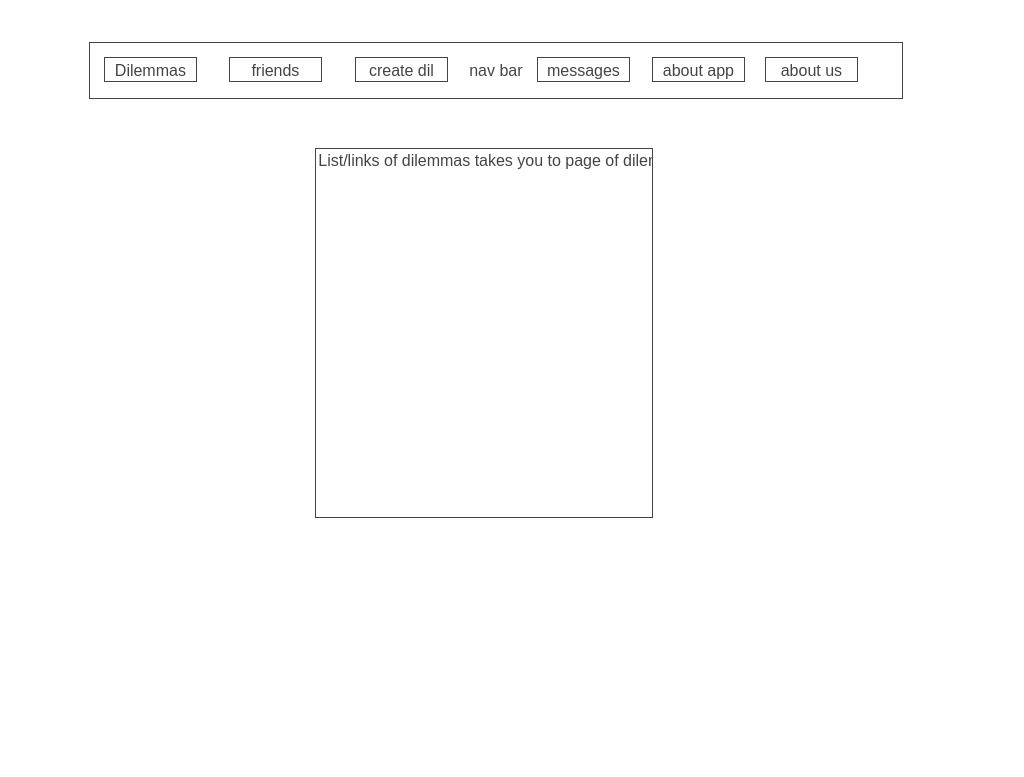 Dilemmas friends create dil nav bar messages about app about us
List/links of dilemmas takes you to page of